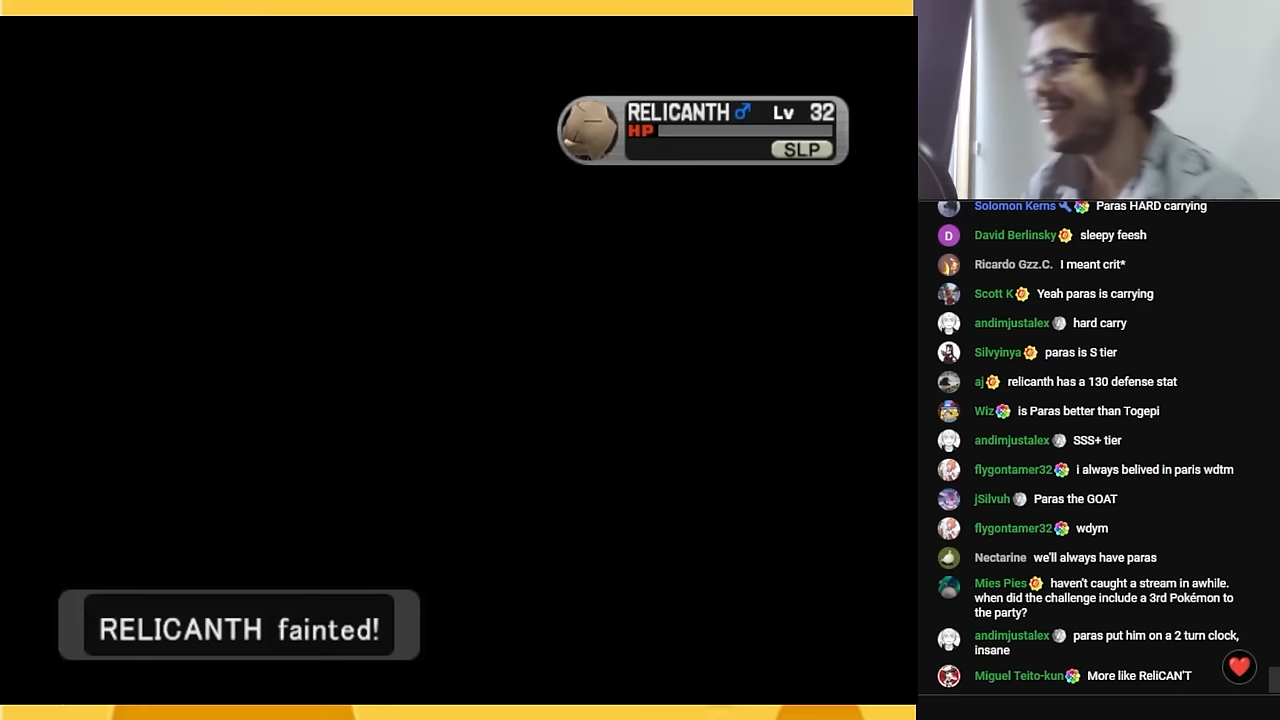 RELICANTH ♂ Lv 32
HP
SLP
RELICANTH fainted!
Solomon Kerns Paras HARD carrying
D David Berlinsky sleepy feesh
Ricardo Gzz.C. I meant crit*
Scott K Yeah paras is carrying
andimjustalex hard carry
Silvyinya paras is S tier
aj relicanth has a 130 defense stat
Wiz is Paras better than Togepi
andimjustalex SSS+ tier
flygontamer32 i always belived in paris wdtm
jSilvuh Paras the GOAT
flygontamer32 wdym
Nectarine we'll always have paras
Mies Pies haven't caught a stream in awhile.
when did the challenge include a 3rd Pokémon to
the party?
andimjustalex paras put him on a 2 turn clock,
insane
Miguel Teito-kun More like ReliCAN'T